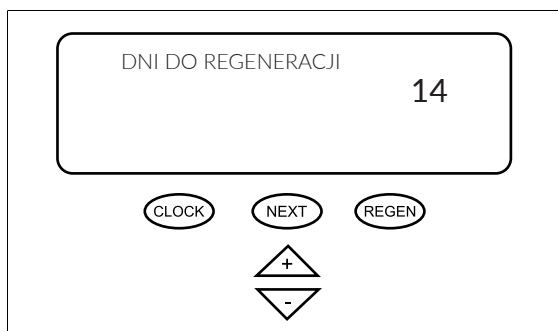 DNI DO REGENERACJI
14
CLOCK NEXT REGEN
+
-